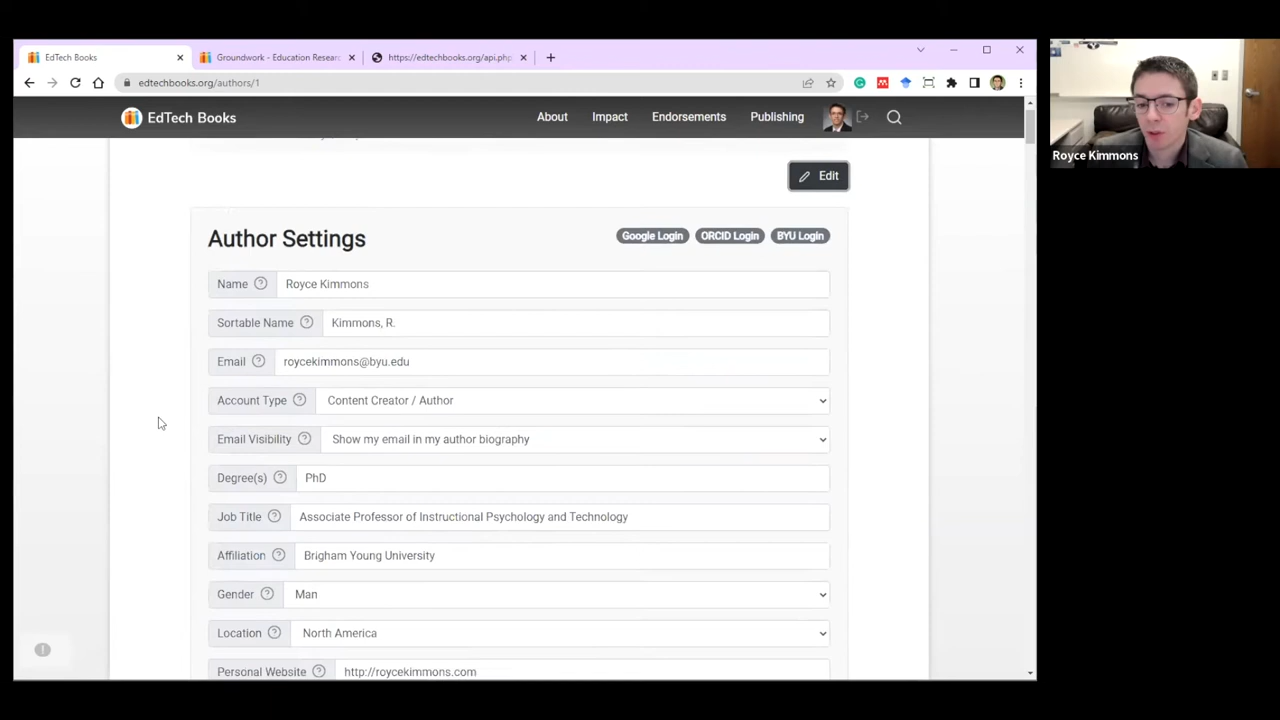 EdTech Books
Groundwork - Education Researc
https://edtechbooks.org/api.php
edtechbooks.org/authors/1
EdTech Books
About
Impact
Endorsements
Publishing
Edit
Author Settings
Google Login
ORCID Login
BYU Login
Name
Royce Kimmons
Sortable Name
Kimmons, R.
Email
roycekimmons@byu.edu
Account Type
Content Creator / Author
Email Visibility
Show my email in my author biography
Degree(s)
PhD
Job Title
Associate Professor of Instructional Psychology and Technology
Affiliation
Brigham Young University
Gender
Man
Location
North America
Personal Website
http://roycekimmons.com
Royce Kimmons